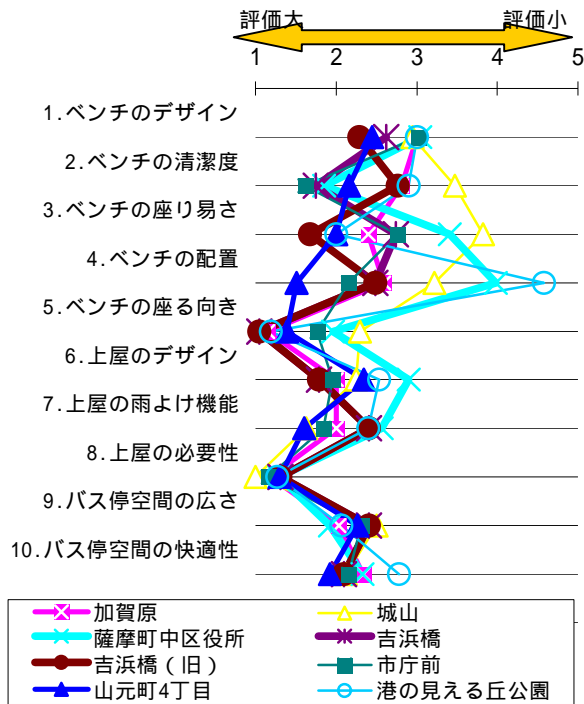 評価大 評価小
1 2 3 4 5
1.ベンチのデザイン
2.ベンチの清潔度
3.ベンチの座り易さ
4.ベンチの配置
5.ベンチの座る向き
6.上屋のデザイン
7.上屋の雨よけ機能
8.上屋の必要性
9.バス停空間の広さ
10.バス停空間の快適性
加賀原 城山
薩摩町中区役所 吉浜橋
吉浜橋(旧) 市庁前
山元町4丁目 港の見える丘公園